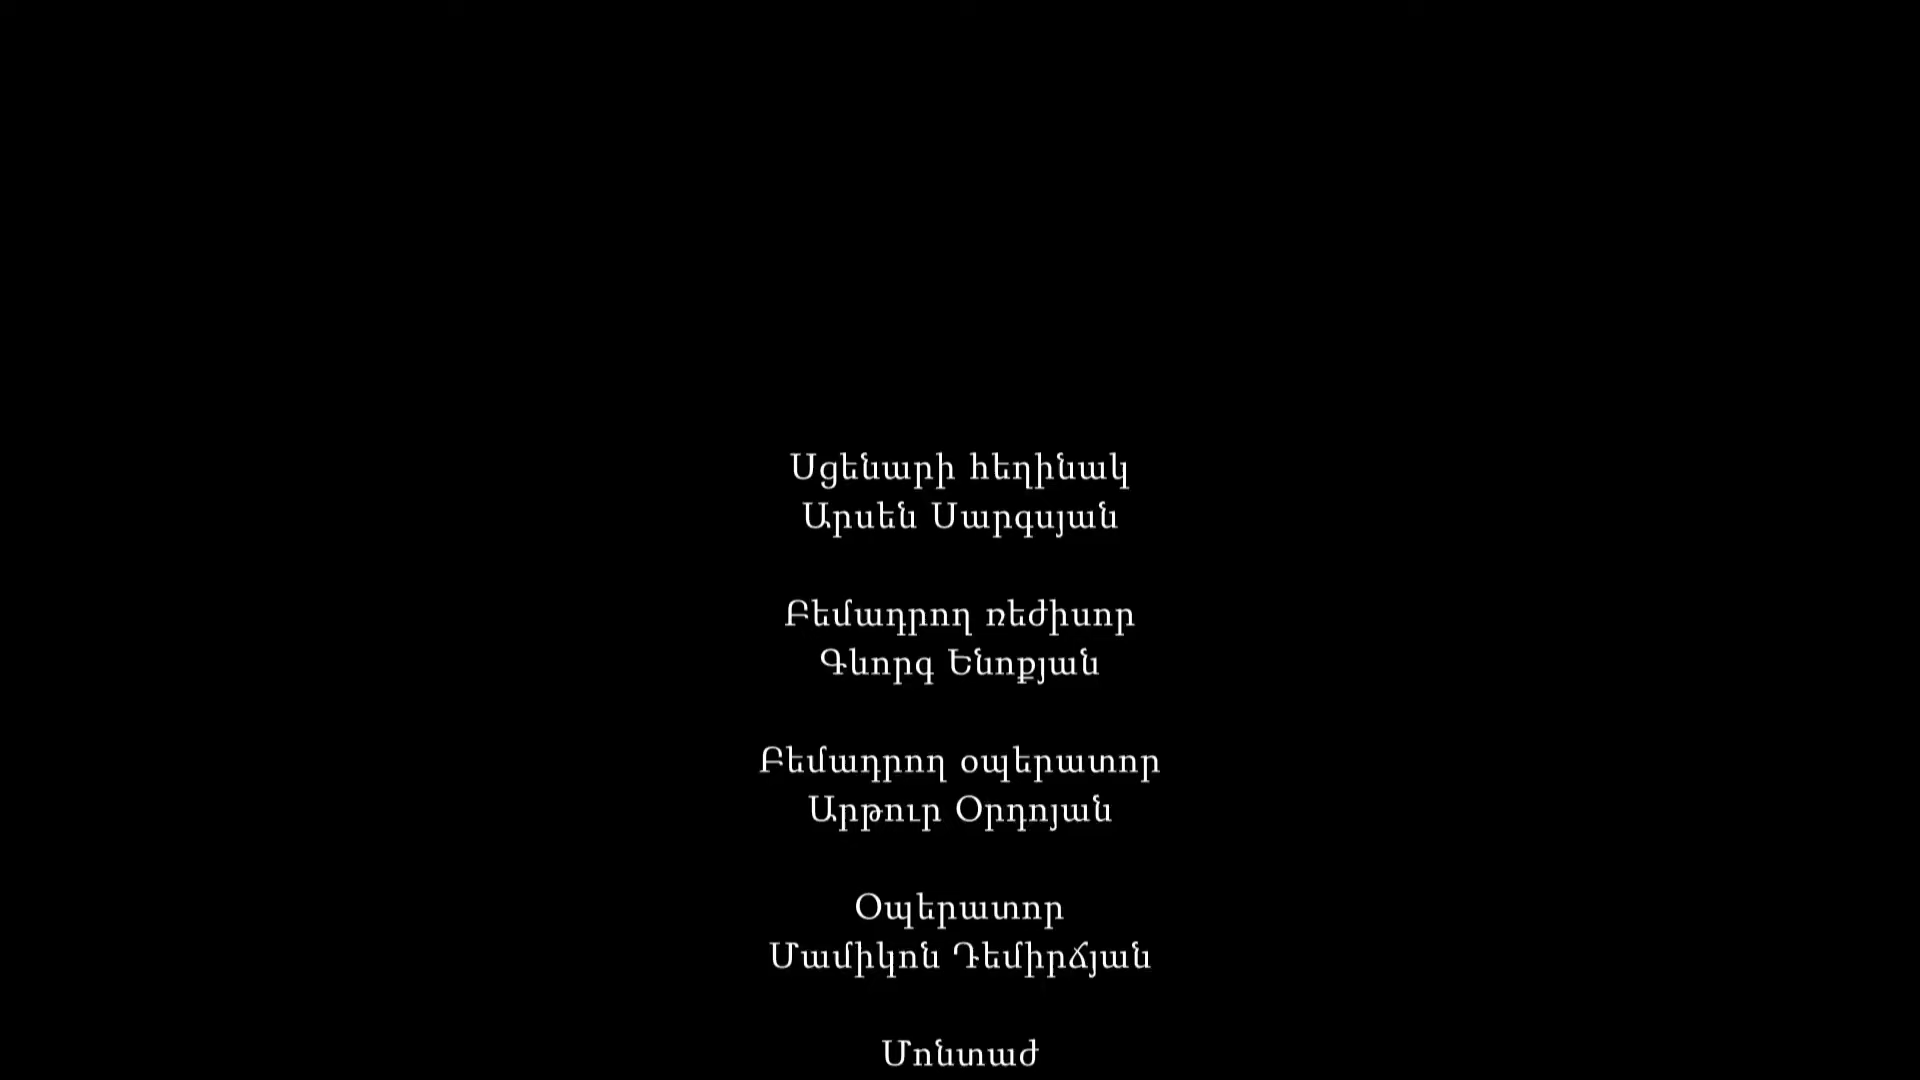 Սցենարի հեղինակ
Արսեն Սարգսյան
Բեմադրող ռեժիսոր
Գևորգ Ենոքյան
Բեմադրող օպերատոր
Արթուր Օրդոյան
Օպերատոր
Մամիկոն Դեմիրճյան
Մոնտաժ